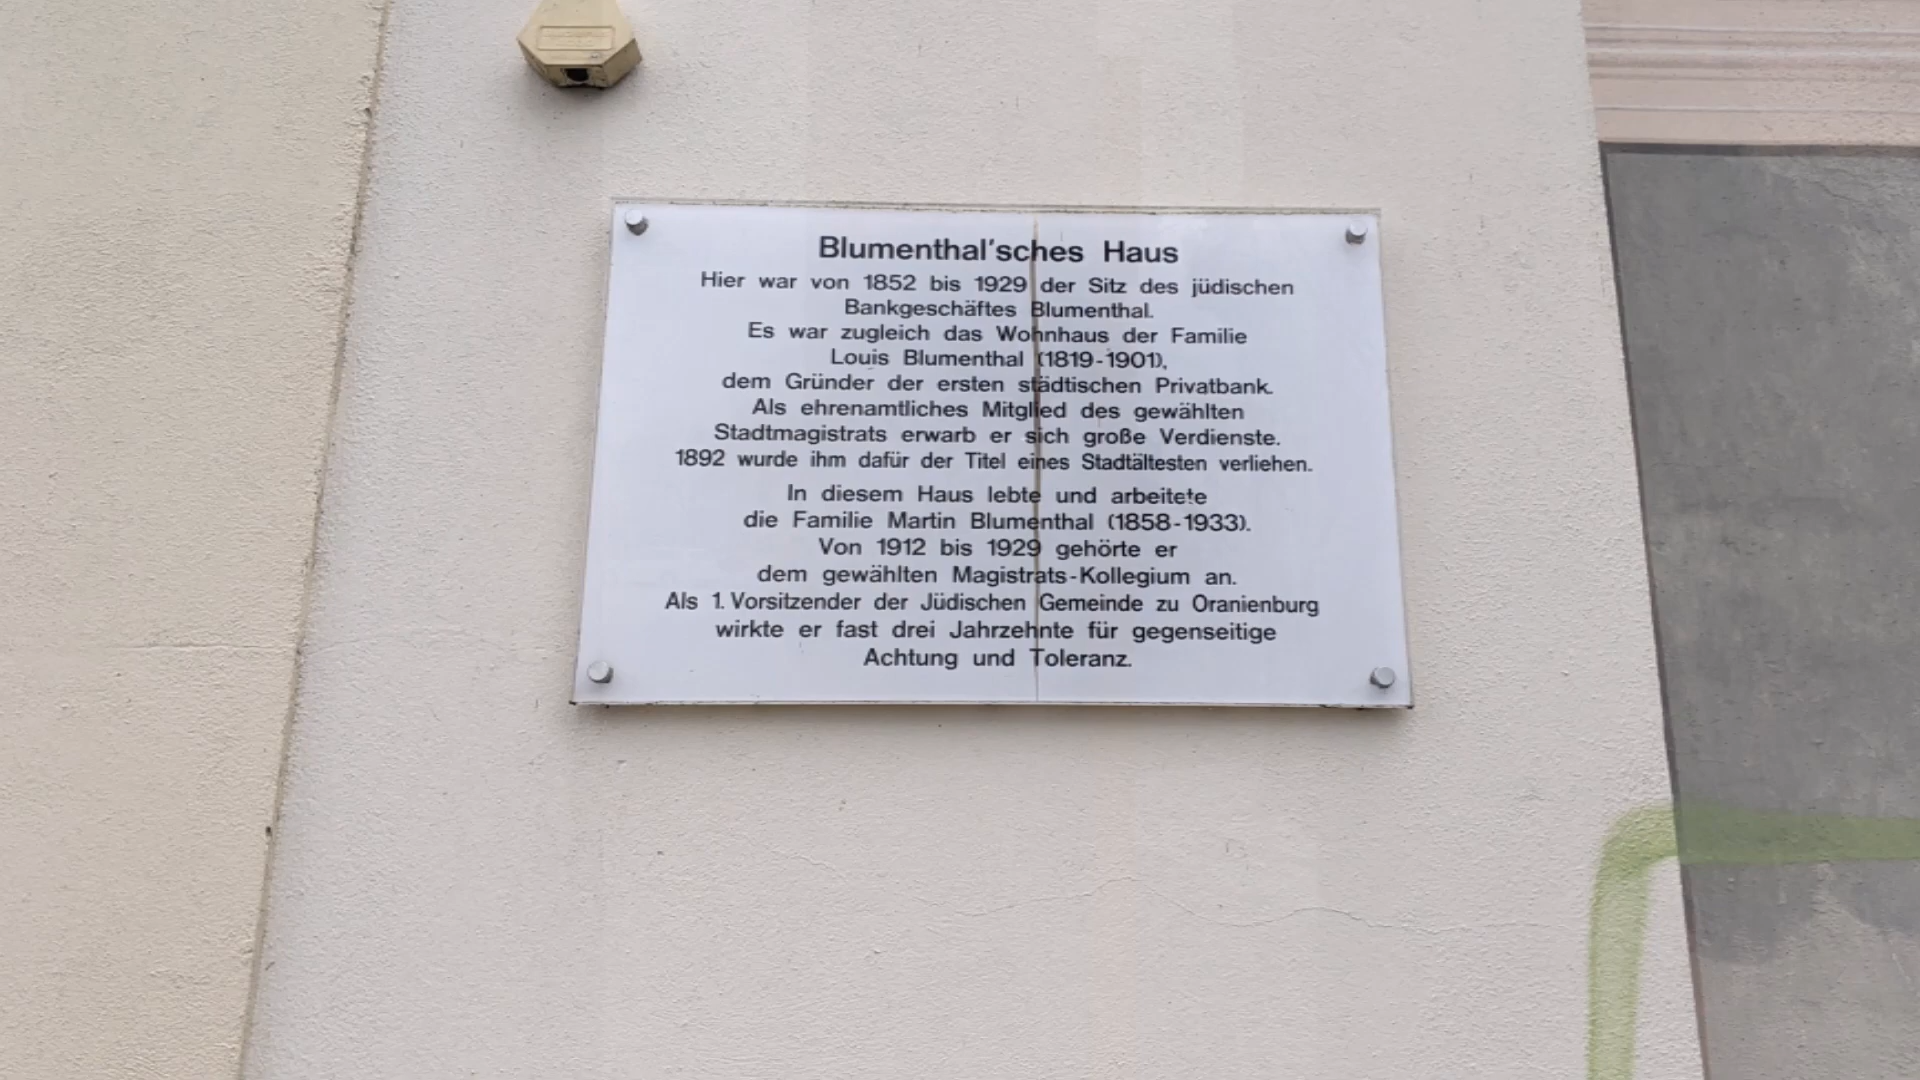 Blumenthal'sches Haus
Hier war von 1852 bis 1929 der Sitz des jüdischen
Bankgeschäftes Blumenthal.
Es war zugleich das Wohnhaus der Familie
Louis Blumenthal (1819-1901),
dem Gründer der ersten städtischen Privatbank.
Als ehrenamtliches Mitglied des gewählten
Stadtmagistrats erwarb er sich große Verdienste.
1892 wurde ihm dafür der Titel eines Stadtältesten verliehen.
In diesem Haus lebte und arbeitete
die Familie Martin Blumenthal (1858-1933).
Von 1912 bis 1929 gehörte er
dem gewählten Magistrats-Kollegium an.
Als 1. Vorsitzender der Jüdischen Gemeinde zu Oranienburg
wirkte er fast drei Jahrzehnte für gegenseitige
Achtung und Toleranz.